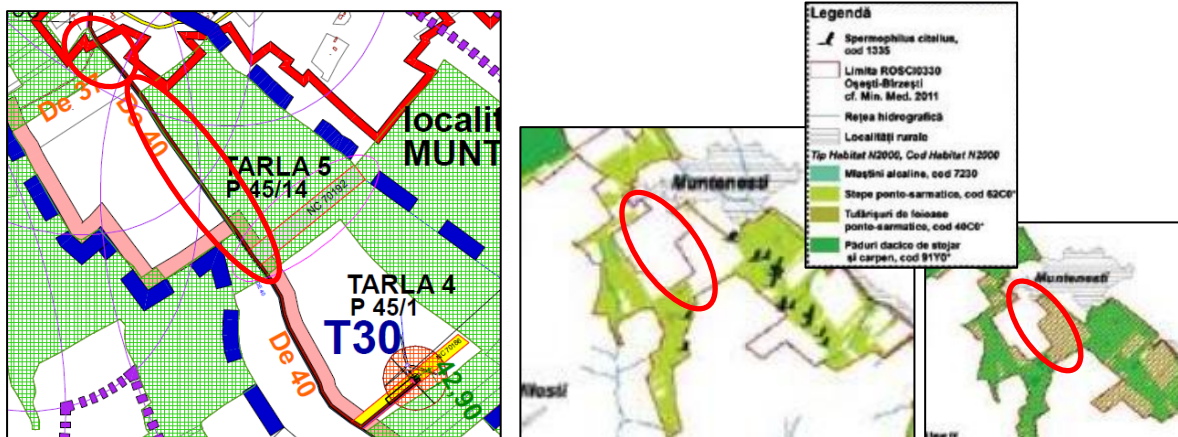 De 37
De 40
localit
MUNT
TARLA 5
P 45/14
NC 70192
TARLA 4
P 45/1
T30
De 40
42,90
Muntenesti
Legendă
Spermophilus citellus,
cod 1335
Limita ROSCI0330
Oșești-Bîrzești
cf. Min. Med. 2011
Rețea hidrografică
Localități rurale
Tip Habitat N2000, Cod Habitat N2000
Mlaștini alcaline, cod 7230
Stepe ponto-sarmatice, cod 62C0*
Tufărișuri de foioase
ponto-sarmatice, cod 40C0*
Păduri dacice de stejar
și carpen, cod 91Y0*
Muntenesti